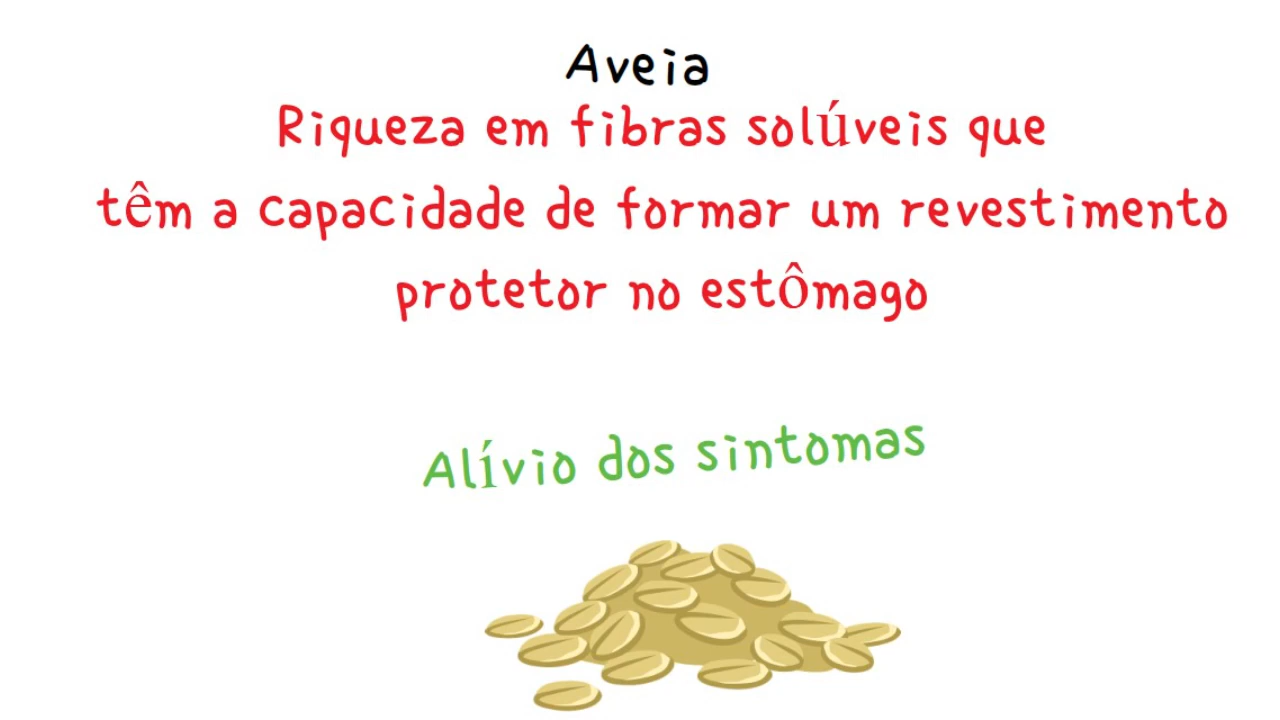 Aveia
Riqueza em fibras solúveis que
têm a capacidade de formar um revestimento
protetor no estômago
Alívio dos sintomas